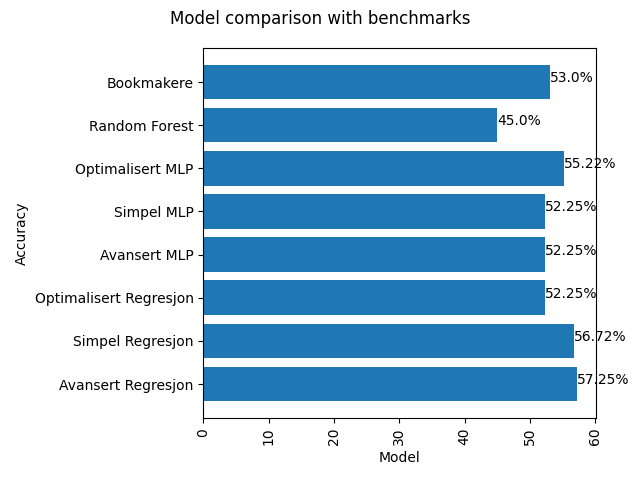 Model comparison with benchmarks
Bookmakere
53.0%
Random Forest
45.0%
Optimalisert MLP
55.22%
Simpel MLP
52.25%
Avansert MLP
52.25%
Optimalisert Regresjon
52.25%
Simpel Regresjon
56.72%
Avansert Regresjon
57.25%
Accuracy
0
10
20
30
40
50
60
Model